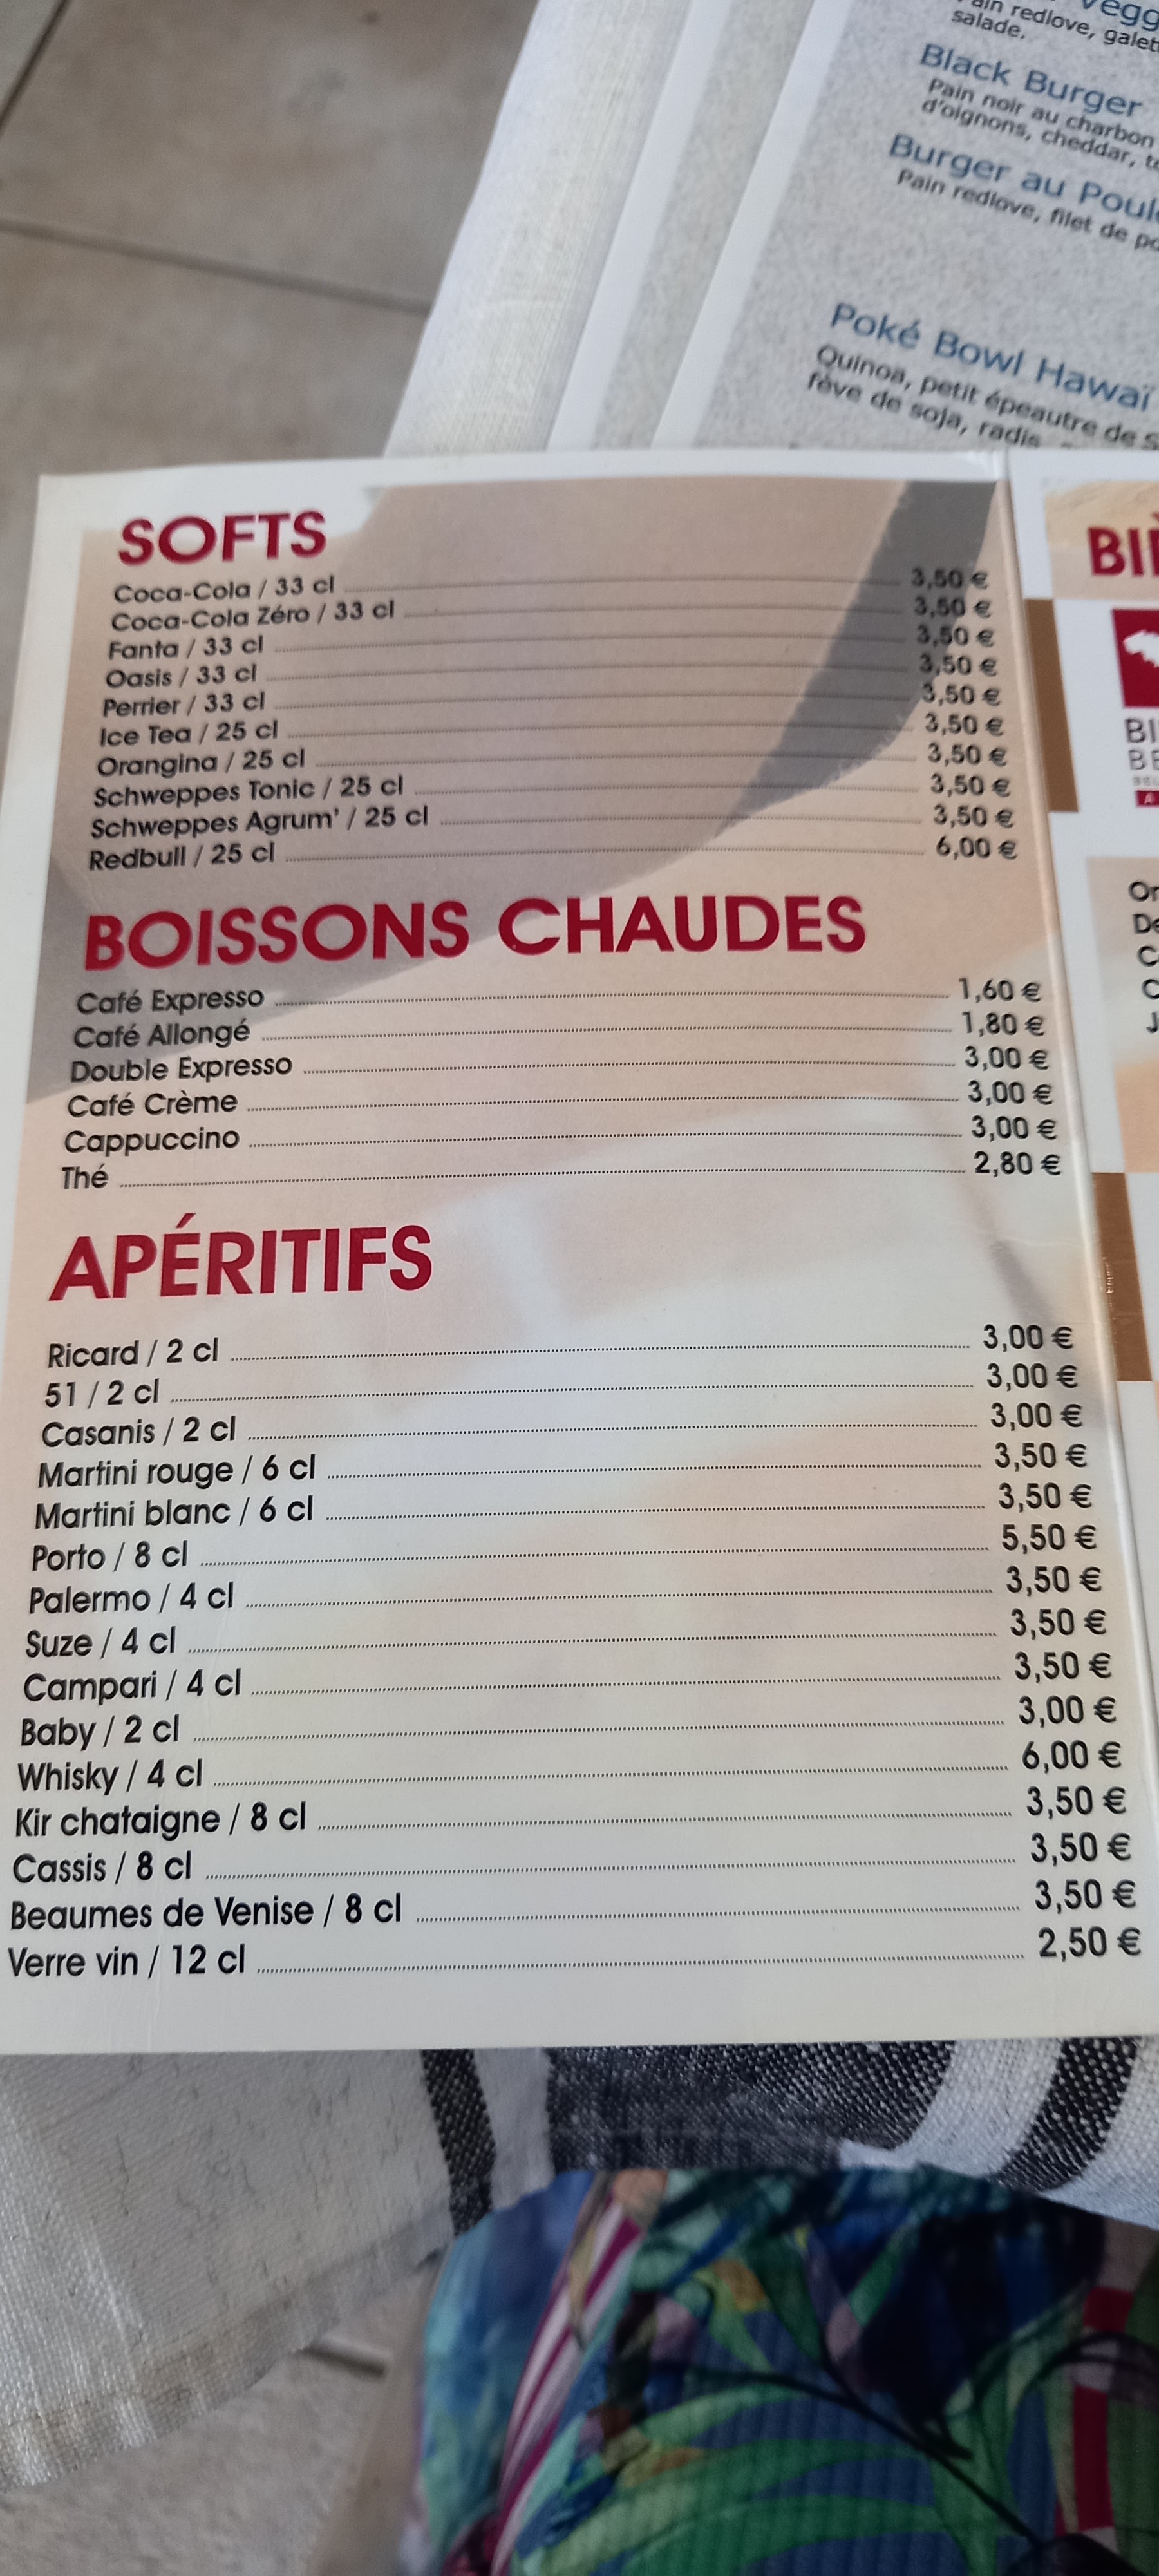 redlove,
salade.
Black Burger
Pain noir au charbon
d'oignons, cheddar,
Burger au
Pain redlove, filet de
Poké Bowl Hawaï
Quinoa, petit épeautre de
fève de soja, radis
SOFTS
Coca-Cola / 33 cl 3,50 €
Coca-Cola Zéro / 33 cl 3,50 €
Fanta / 33 cl 3,50 €
Oasis / 33 cl 3,50 €
Perrier / 33 cl 3,50 €
Ice Tea / 25 cl 3,50 €
Orangina / 25 cl 3,50 €
Schweppes Tonic / 25 cl 3,50 €
Schweppes Agrum' / 25 cl 3,50 €
Redbull / 25 cl 6,00 €
BOISSONS CHAUDES
Café Expresso 1,60 €
Café Allongé 1,80 €
Double Expresso 3,00 €
Café Crème 3,00 €
Cappuccino 3,00 €
Thé 2,80 €
APÉRITIFS
Ricard / 2 cl 3,00 €
51 / 2 cl 3,00 €
Casanis / 2 cl 3,00 €
Martini rouge / 6 cl 3,50 €
Martini blanc / 6 cl 3,50 €
Porto / 8 cl 5,50 €
Palermo / 4 cl 3,50 €
Suze / 4 cl 3,50 €
Campari / 4 cl 3,50 €
Baby / 2 cl 3,00 €
Whisky / 4 cl 6,00 €
Kir chataigne / 8 cl 3,50 €
Cassis / 8 cl 3,50 €
Beaumes de Venise / 8 cl 3,50 €
Verre vin / 12 cl 2,50 €